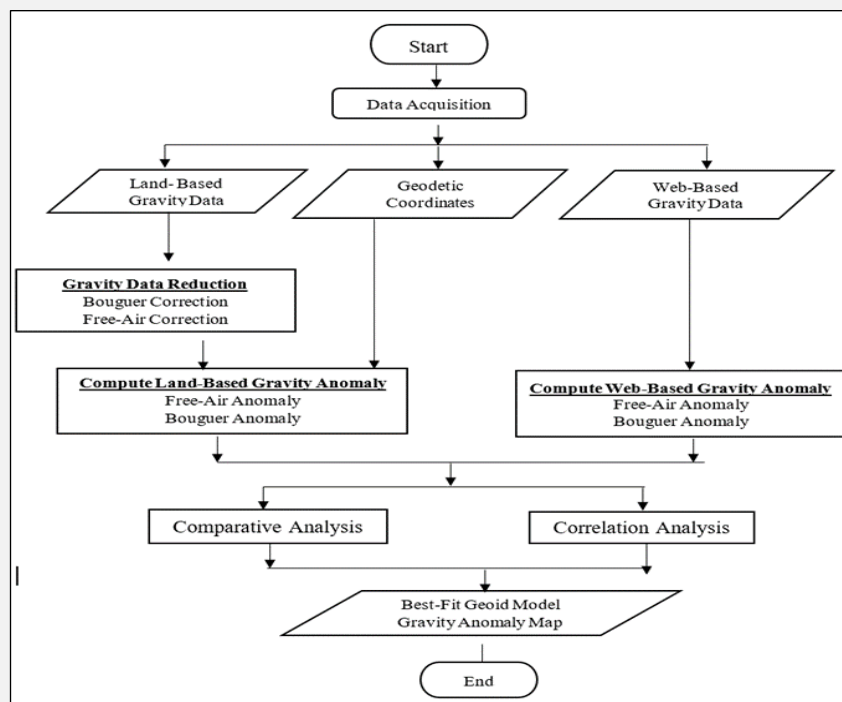 Start
Data Acquisition
Land- Based
Gravity Data
Geodetic
Coordinates
Web-Based
Gravity Data
Gravity Data Reduction
Bouguer Correction
Free-Air Correction
Compute Land-Based Gravity Anomaly
Free-Air Anomaly
Bouguer Anomaly
Compute Web-Based Gravity Anomaly
Free-Air Anomaly
Bouguer Anomaly
Comparative Analysis
Correlation Analysis
Best-Fit Geoid Model
Gravity Anomaly Map
End